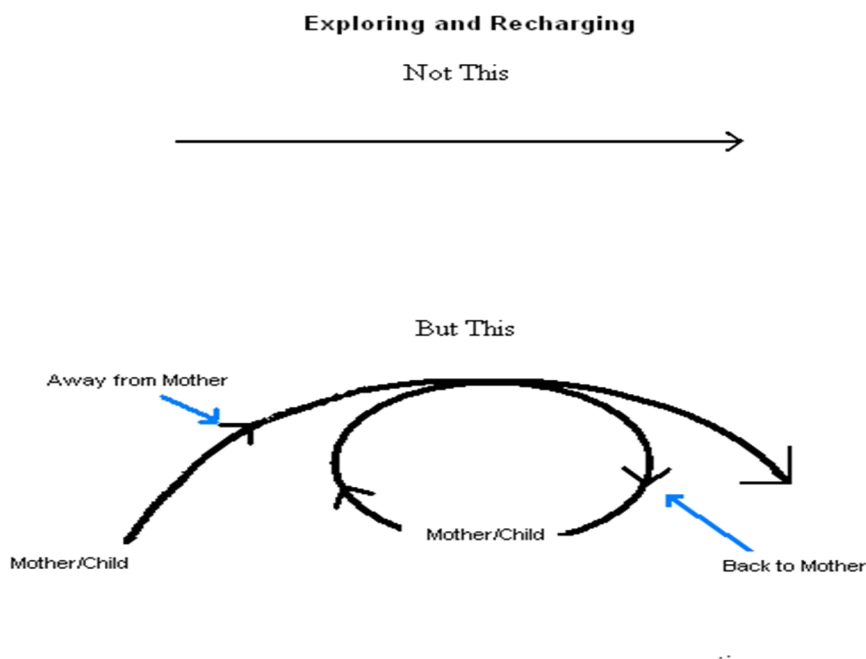 Exploring and Recharging
Not This
But This
Away from Mother
Mother/Child
Mother/Child
Back to Mother